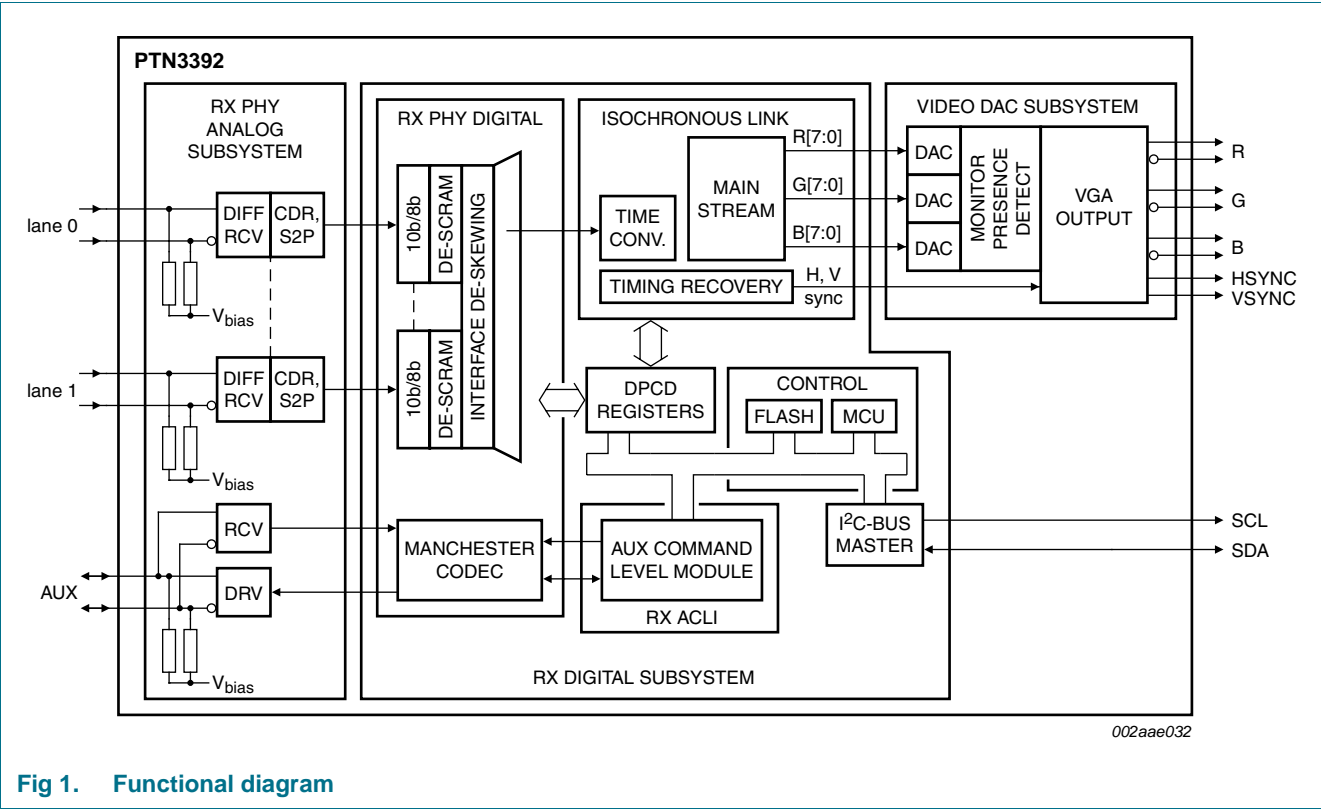 PTN3392
RX PHY
ANALOG
SUBSYSTEM
lane 0
DIFF
RCV
CDR,
S2P
Vbias
lane 1
DIFF
RCV
CDR,
S2P
Vbias
RCV
AUX
DRV
Vbias
RX PHY DIGITAL
10b/8b
DE-SCRAM
INTERFACE DE-SKEWING
10b/8b
DE-SCRAM
MANCHESTER
CODEC
ISOCHRONOUS LINK
TIME
CONV.
MAIN
STREAM
R[7:0]
G[7:0]
B[7:0]
TIMING RECOVERY
H, V
sync
DPCD
REGISTERS
CONTROL
FLASH
MCU
AUX COMMAND
LEVEL MODULE
RX ACLI
I2C-BUS
MASTER
RX DIGITAL SUBSYSTEM
VIDEO DAC SUBSYSTEM
DAC
DAC
DAC
MONITOR
PRESENCE
DETECT
VGA
OUTPUT
R
G
B
HSYNC
VSYNC
SCL
SDA
002aae032
Fig 1. Functional diagram